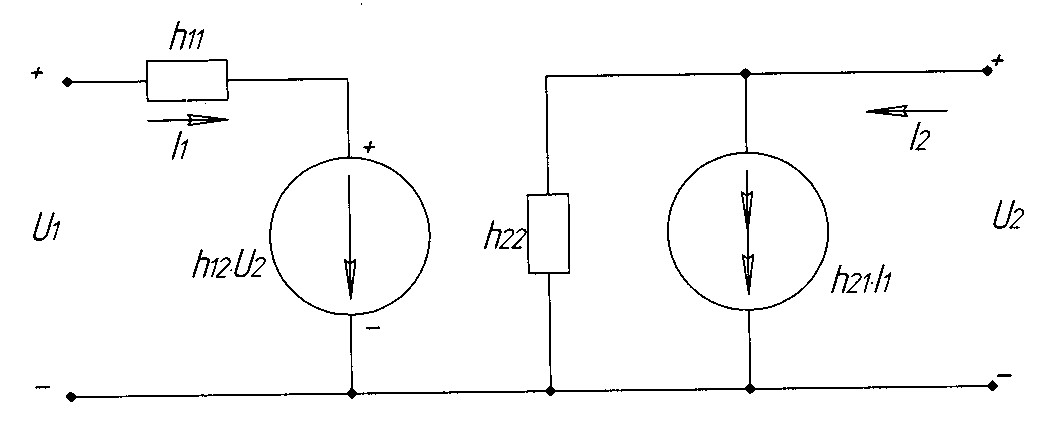 h11
+
+
I1
+
I2
U1
h12·U2
h22
U2
h21·I1
−
−
−